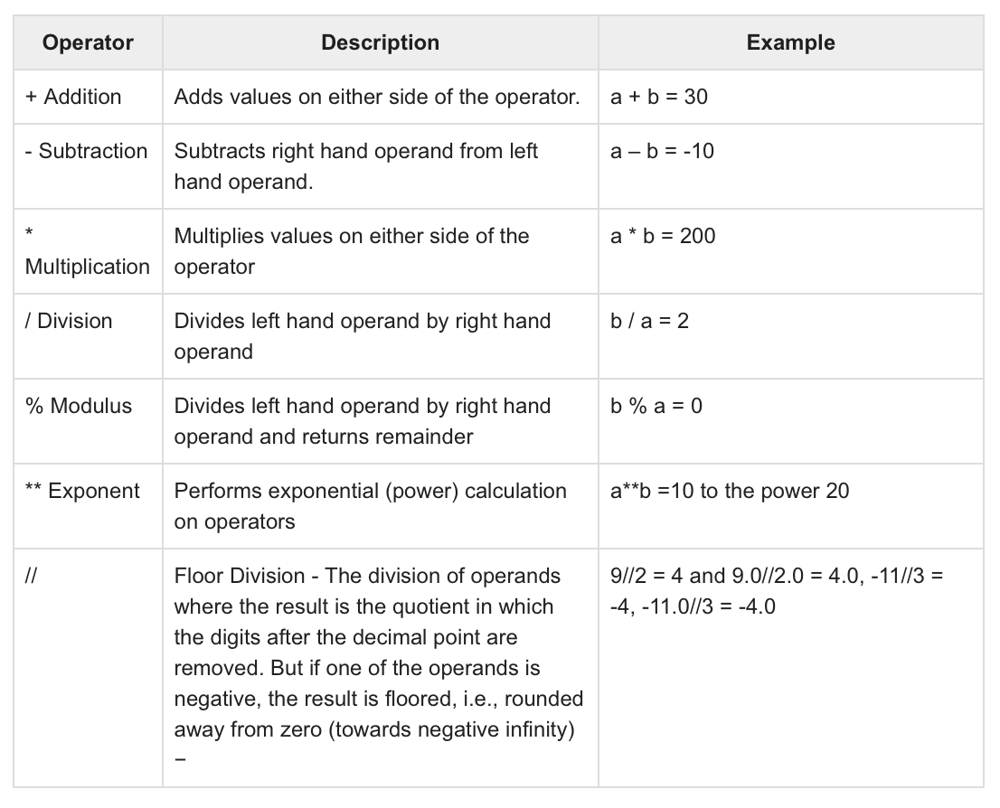 Operator Description Example
+ Addition Adds values on either side of the operator. a + b = 30
- Subtraction Subtracts right hand operand from left a – b = -10
hand operand.
* Multiplies values on either side of the a * b = 200
Multiplication operator
/ Division Divides left hand operand by right hand b / a = 2
operand
% Modulus Divides left hand operand by right hand b % a = 0
operand and returns remainder
** Exponent Performs exponential (power) calculation a**b =10 to the power 20
on operators
// Floor Division - The division of operands 9//2 = 4 and 9.0//2.0 = 4.0, -11//3 =
where the result is the quotient in which -4, -11.0//3 = -4.0
the digits after the decimal point are
removed. But if one of the operands is
negative, the result is floored, i.e., rounded
away from zero (towards negative infinity)
–